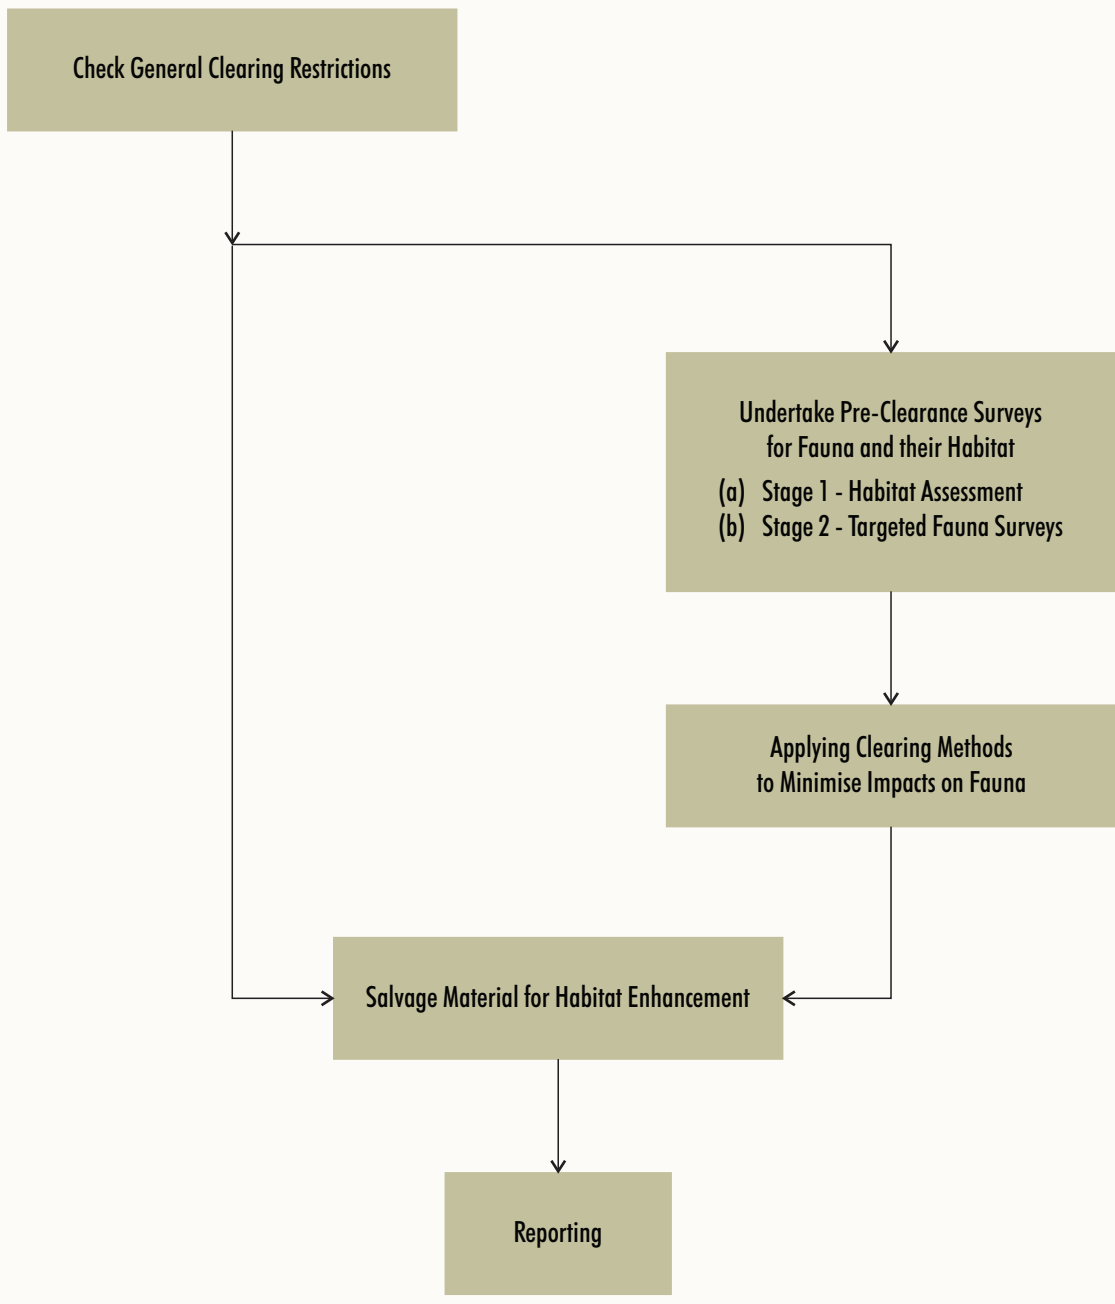 Check General Clearing Restrictions
Undertake Pre-Clearance Surveys
for Fauna and their Habitat
(a) Stage 1 - Habitat Assessment
(b) Stage 2 - Targeted Fauna Surveys
Applying Clearing Methods
to Minimise Impacts on Fauna
Salvage Material for Habitat Enhancement
Reporting